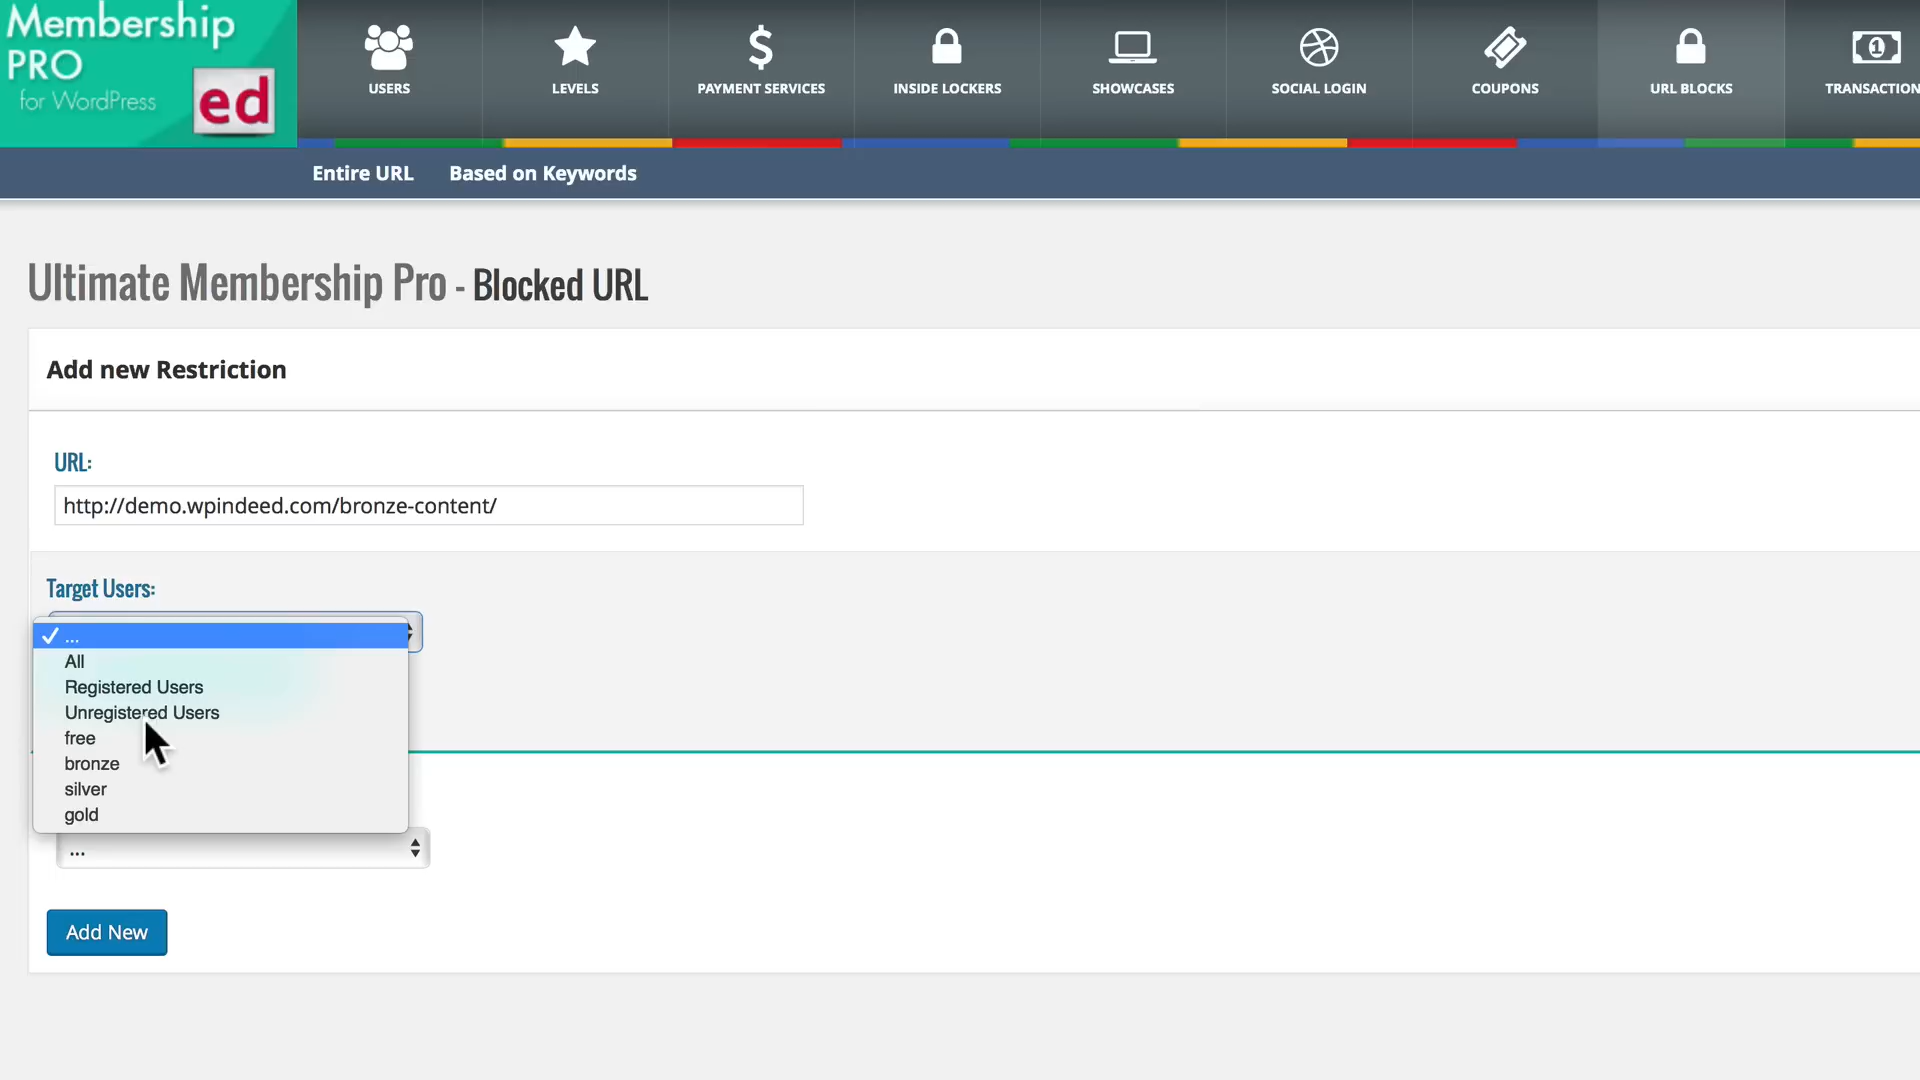 Membership
PRO
for WordPress
ed
USERS
LEVELS
PAYMENT SERVICES
INSIDE LOCKERS
SHOWCASES
SOCIAL LOGIN
COUPONS
URL BLOCKS
TRANSACTION
Entire URL
Based on Keywords
Ultimate Membership Pro - Blocked URL
Add new Restriction
URL:
http://demo.wpindeed.com/bronze-content/
Target Users:
✓ ...
All
Registered Users
Unregistered Users
free
bronze
silver
gold
...
Add New